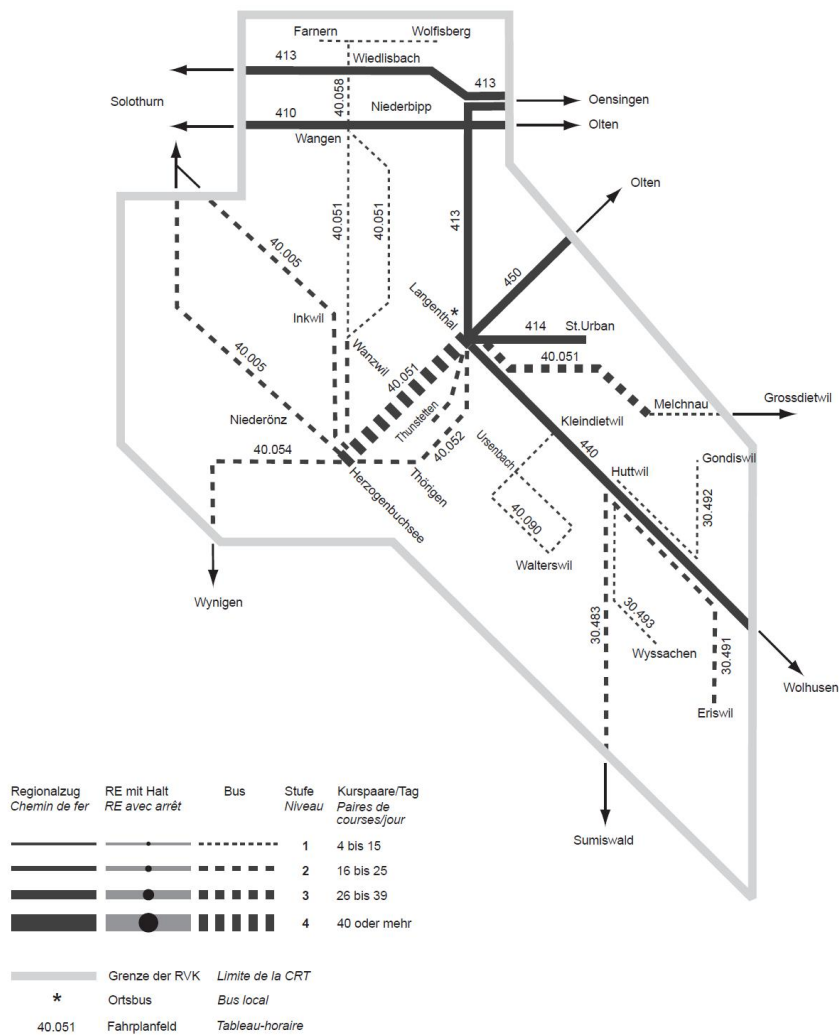 Farnern
Wolfisberg
413
Wiedlisbach
413
Solothurn
40.058
Oensingen
410
Niederbipp
Olten
Wangen
Olten
40.051
40.051
413
40.005
450
Langenthal
*
Inkwil
414
St.Urban
Wanzwil
40.051
40.051
40.005
Melchnau
Grossdietwil
Niederönz
Thunstetten
Kleindietwil
40.054
40.052
Ursenbach
440
Gondiswil
Huttwil
Thörigen
Herzogenbuchsee
30.492
40.090
Walterswil
Wynigen
30.483
30.493
Wyssachen
30.491
Wolhusen
Eriswil
Sumiswald
Regionalzug RE mit Halt Bus Stufe Kurspaare/Tag
Chemin de fer RE avec arrêt Niveau Paires de
courses/jour
1 4 bis 15
2 16 bis 25
3 26 bis 39
4 40 oder mehr
Grenze der RVK Limite de la CRT
* Ortsbus Bus local
40.051 Fahrplanfeld Tableau-horaire